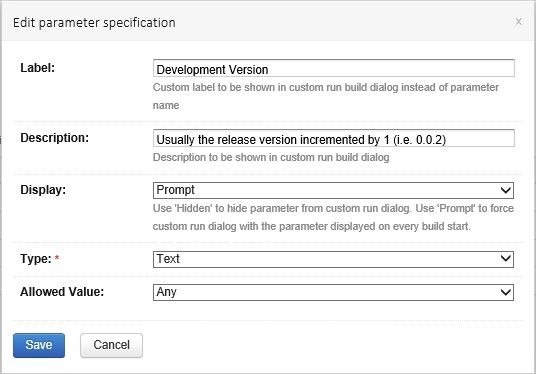 Edit parameter specification x
Label: Development Version
Custom label to be shown in custom run build dialog instead of parameter
name
Description: Usually the release version incremented by 1 (i.e. 0.0.2)
Description to be shown in custom run build dialog
Display: Prompt
Use 'Hidden' to hide parameter from custom run dialog. Use 'Prompt' to force
custom run dialog with the parameter displayed on every build start.
Type: * Text
Allowed Value: Any
Save Cancel